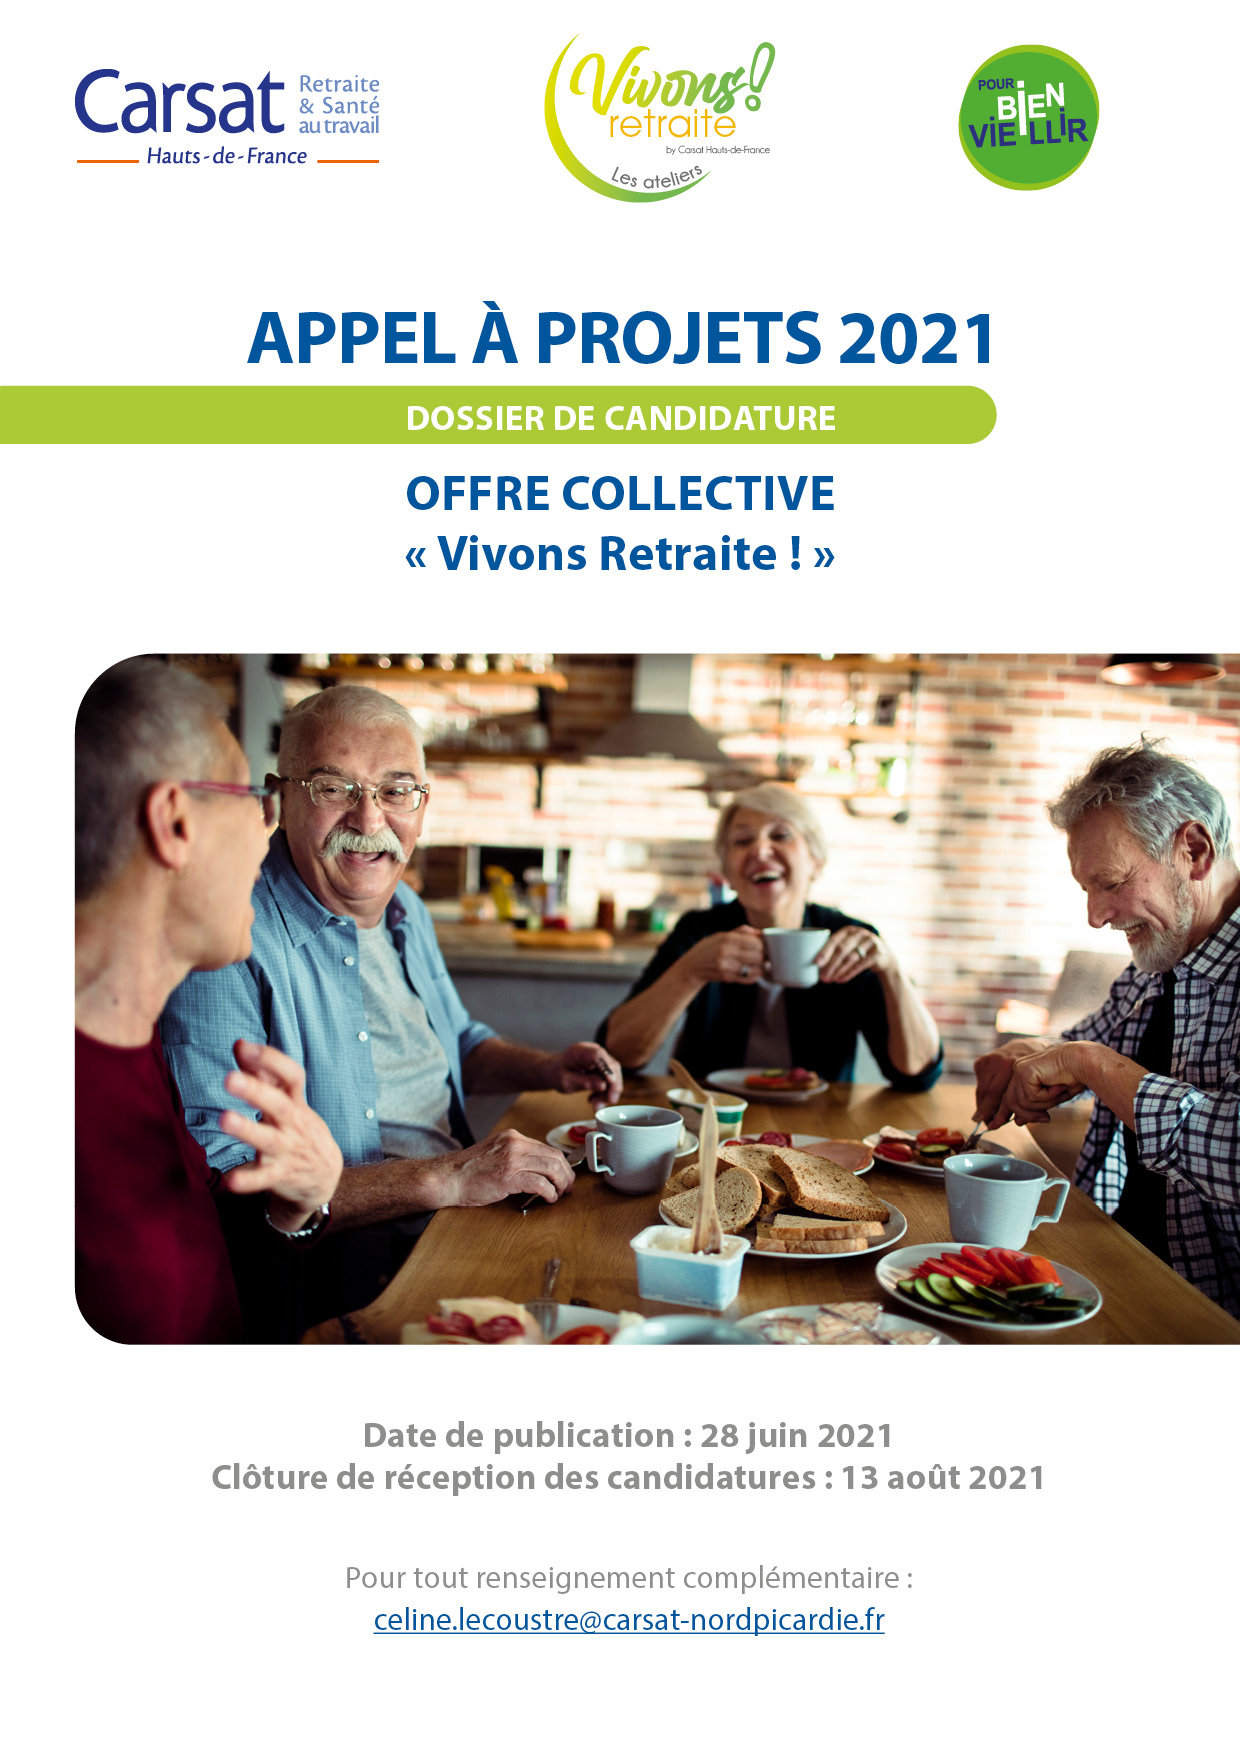 Carsat
Retraite
& Santé
au travail
Hauts-de-France
Vivons!
retraite
by Carsat Hauts-de-France
Les ateliers
POUR
BiEN
ViEiLLiR
APPEL À PROJETS 2021
DOSSIER DE CANDIDATURE
OFFRE COLLECTIVE
« Vivons Retraite ! »
Date de publication : 28 juin 2021
Clôture de réception des candidatures : 13 août 2021
Pour tout renseignement complémentaire :
celine.lecoustre@carsat-nordpicardie.fr